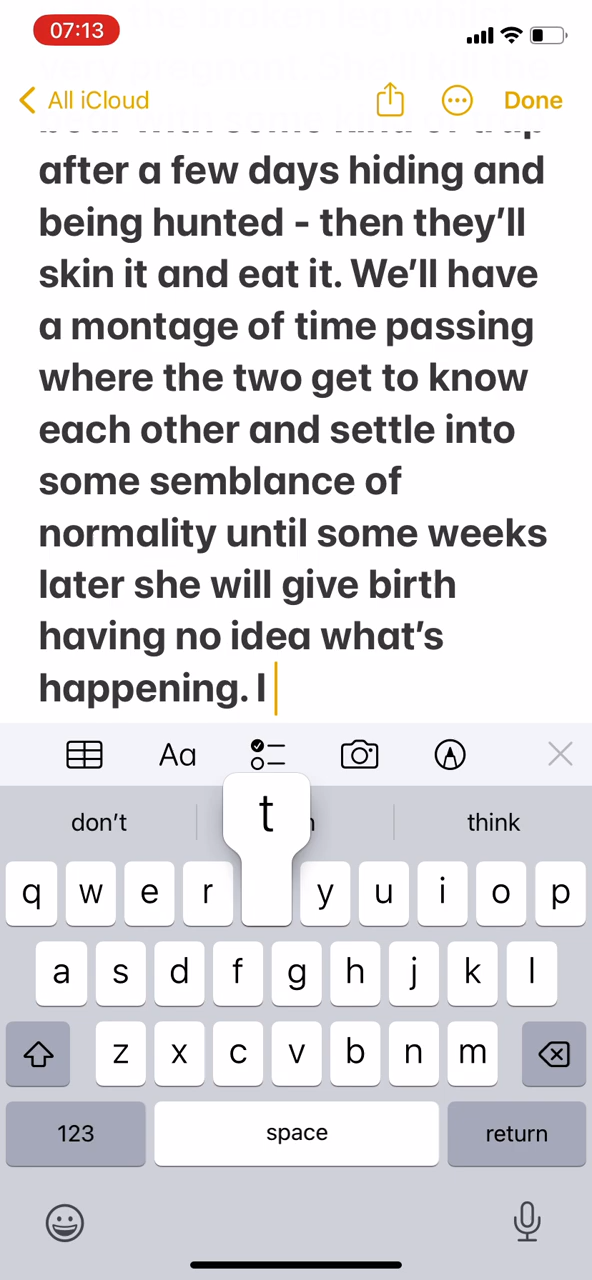 07:13
All iCloud
Done
after a few days hiding and
being hunted - then they’ll
skin it and eat it. We’ll have
a montage of time passing
where the two get to know
each other and settle into
some semblance of
normality until some weeks
later she will give birth
having no idea what’s
happening. I
Aa
don’t
think
t
q w e r y u i o p
a s d f g h j k l
z x c v b n m
123
space
return